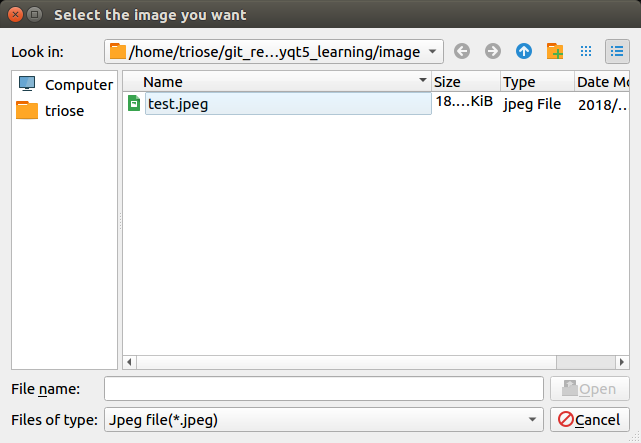 Select the image you want
Look in: /home/triose/git_re…yqt5_learning/image
Computer
triose
Name Size Type Date Mo
test.jpeg 18.…KiB jpeg File 2018/…
File name: Open
Files of type: Jpeg file(*.jpeg) Cancel